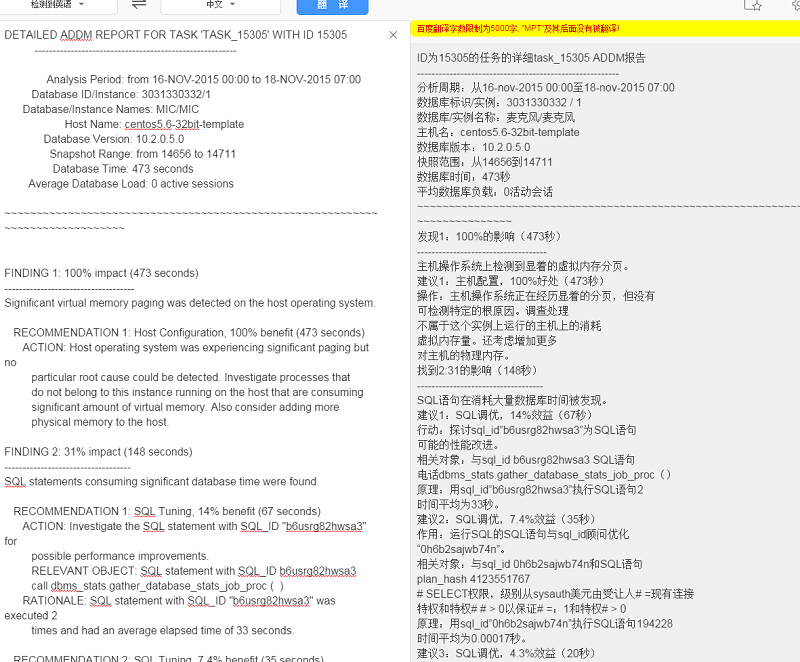 检测到英语
中文
翻 译
DETAILED ADDM REPORT FOR TASK 'TASK_15305' WITH ID 15305
---------------------------------------------------------
Analysis Period: from 16-NOV-2015 00:00 to 18-NOV-2015 07:00
Database ID/Instance: 3031330332/1
Database/Instance Names: MIC/MIC
Host Name: centos5.6-32bit-template
Database Version: 10.2.0.5.0
Snapshot Range: from 14656 to 14711
Database Time: 473 seconds
Average Database Load: 0 active sessions
~~~~~~~~~~~~~~~~~~~~~~~~~~~~~~~~~~~~~~~~~~~~~~~~~~~~~~~~~~~~
~~~~~~~~~~~~~~~~~~~
FINDING 1: 100% impact (473 seconds)
------------------------------------
Significant virtual memory paging was detected on the host operating system.
RECOMMENDATION 1: Host Configuration, 100% benefit (473 seconds)
ACTION: Host operating system was experiencing significant paging but
no
particular root cause could be detected. Investigate processes that
do not belong to this instance running on the host that are consuming
significant amount of virtual memory. Also consider adding more
physical memory to the host.
FINDING 2: 31% impact (148 seconds)
-----------------------------------
SQL statements consuming significant database time were found.
RECOMMENDATION 1: SQL Tuning, 14% benefit (67 seconds)
ACTION: Investigate the SQL statement with SQL_ID "b6usrg82hwsa3"
for
possible performance improvements.
RELEVANT OBJECT: SQL statement with SQL_ID b6usrg82hwsa3
call dbms_stats.gather_database_stats_job_proc ( )
RATIONALE: SQL statement with SQL_ID "b6usrg82hwsa3" was
executed 2
times and had an average elapsed time of 33 seconds.
RECOMMENDATION 2: SQL Tuning, 7.4% benefit (35 seconds)
百度翻译字数限制为5000字, "MPT"及其后面没有被翻译!
ID为15305的任务的详细task_15305 ADDM报告
---------------------------------------------------------
分析周期：从16-nov-2015 00:00至18-nov-2015 07:00
数据库标识/实例：3031330332 / 1
数据库/实例名称：麦克风/麦克风
主机名：centos5.6-32bit-template
数据库版本：10.2.0.5.0
快照范围：从14656到14711
数据库时间：473秒
平均数据库负载：0活动会话
~~~~~~~~~~~~~~~~~~~~~~~~~~~~~~~~~~~~~~~~~~~~~~~~~~~~~~~~~~~~
~~~~~~~~~~~~~~~
发现1：100%的影响（473秒）
------------------------------------
主机操作系统上检测到显着的虚拟内存分页。
建议1：主机配置，100%好处（473秒）
操作：主机操作系统正在经历显着的分页，但没有
可检测特定的根原因。调查处理
不属于这个实例上运行的主机上的消耗
虚拟内存量。还考虑增加更多
对主机的物理内存。
找到2:31的影响（148秒）
-----------------------------------
SQL语句在消耗大量数据库时间被发现。
建议1：SQL调优，14%效益（67秒）
行动：探讨sql_id"b6usrg82hwsa3"为SQL语句
可能的性能改进。
相关对象：与sql_id b6usrg82hwsa3 SQL语句
电话dbms_stats.gather_database_stats_job_proc（）
原理：用sql_id"b6usrg82hwsa3"执行SQL语句2
时间平均为33秒。
建议2：SQL调优，7.4%效益（35秒）
作用：运行SQL的SQL语句与sql_id顾问优化
"0h6b2sajwb74n"。
相关对象：与sql_id 0h6b2sajwb74n和SQL语句
plan_hash 4123551767
# SELECT权限，级别从sysauth美元由受让人# =现有连接
特权和特权# # > 0以保证# =：1和特权# > 0
原理：用sql_id"0h6b2sajwb74n"执行SQL语句194228
时间平均为0.00017秒。
建议3：SQL调优，4.3%效益（20秒）